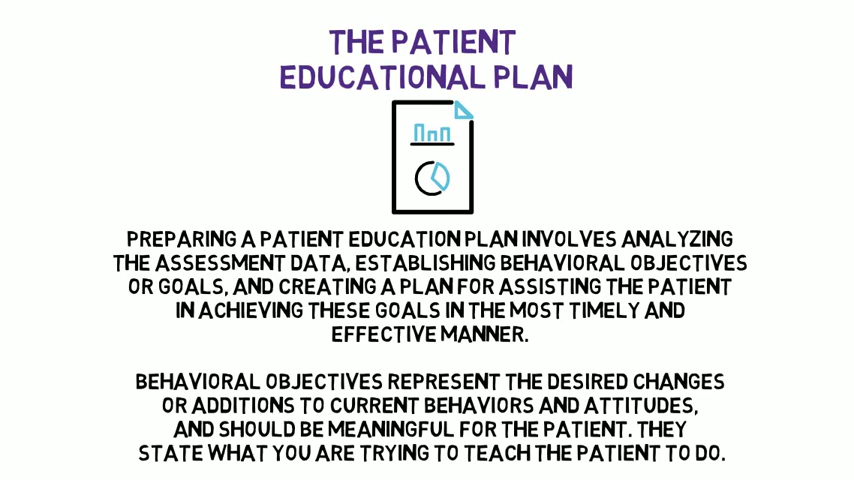 THE PATIENT
EDUCATIONAL PLAN
PREPARING A PATIENT EDUCATION PLAN INVOLVES ANALYZING
THE ASSESSMENT DATA, ESTABLISHING BEHAVIORAL OBJECTIVES
OR GOALS, AND CREATING A PLAN FOR ASSISTING THE PATIENT
IN ACHIEVING THESE GOALS IN THE MOST TIMELY AND
EFFECTIVE MANNER.
BEHAVIORAL OBJECTIVES REPRESENT THE DESIRED CHANGES
OR ADDITIONS TO CURRENT BEHAVIORS AND ATTITUDES,
AND SHOULD BE MEANINGFUL FOR THE PATIENT. THEY
STATE WHAT YOU ARE TRYING TO TEACH THE PATIENT TO DO.